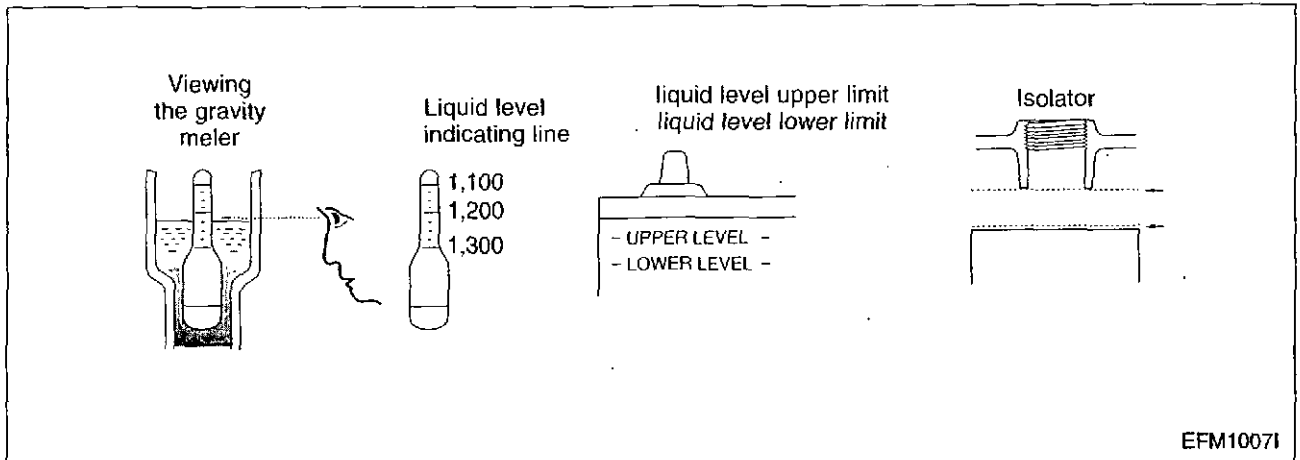 Viewing
the gravity
meler
Liquid level
indicating line
1,100
1,200
1,300
liquid level upper limit
liquid level lower limit
- UPPER LEVEL -
- LOWER LEVEL -
Isolator
EFM1007I